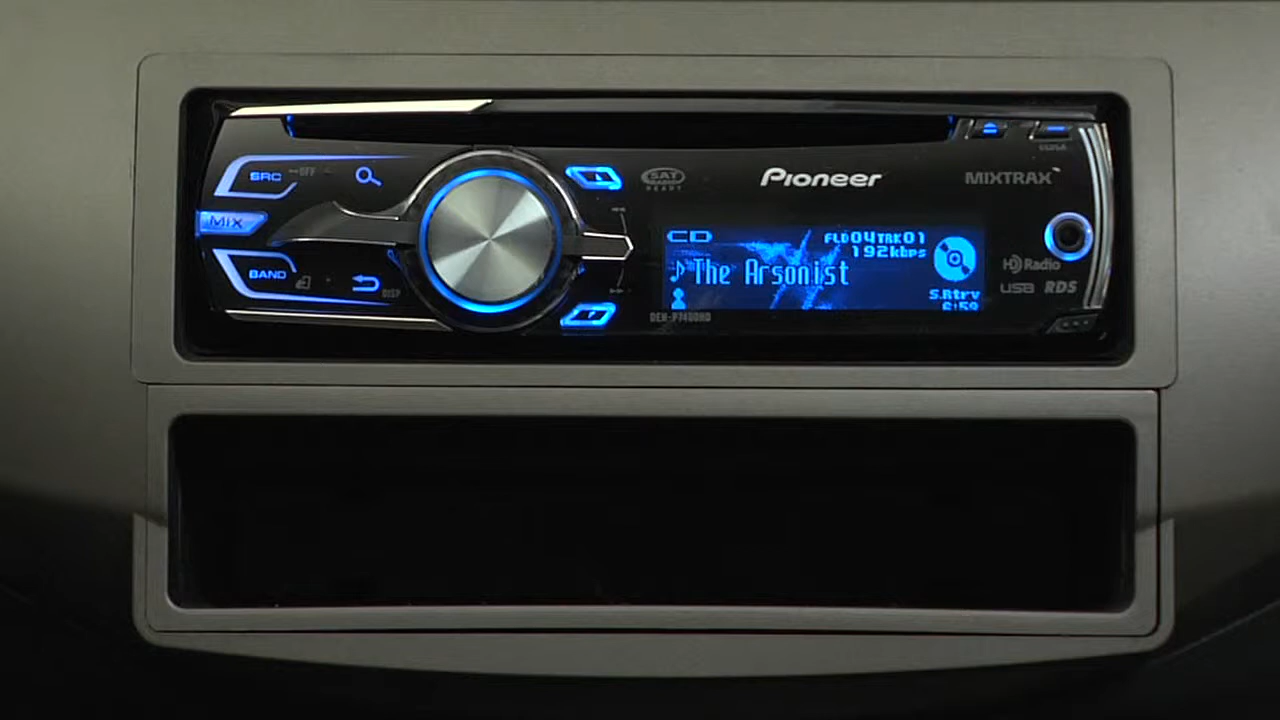 SRC OFF
MIX
BAND
DISP
SAT
READY
Pioneer
MIXTRAX
CD
FLD04TRK01
192kbps
The Arsonist
S.Rtrv
6:59
DEH-P7400HD
HD Radio
USB RDS